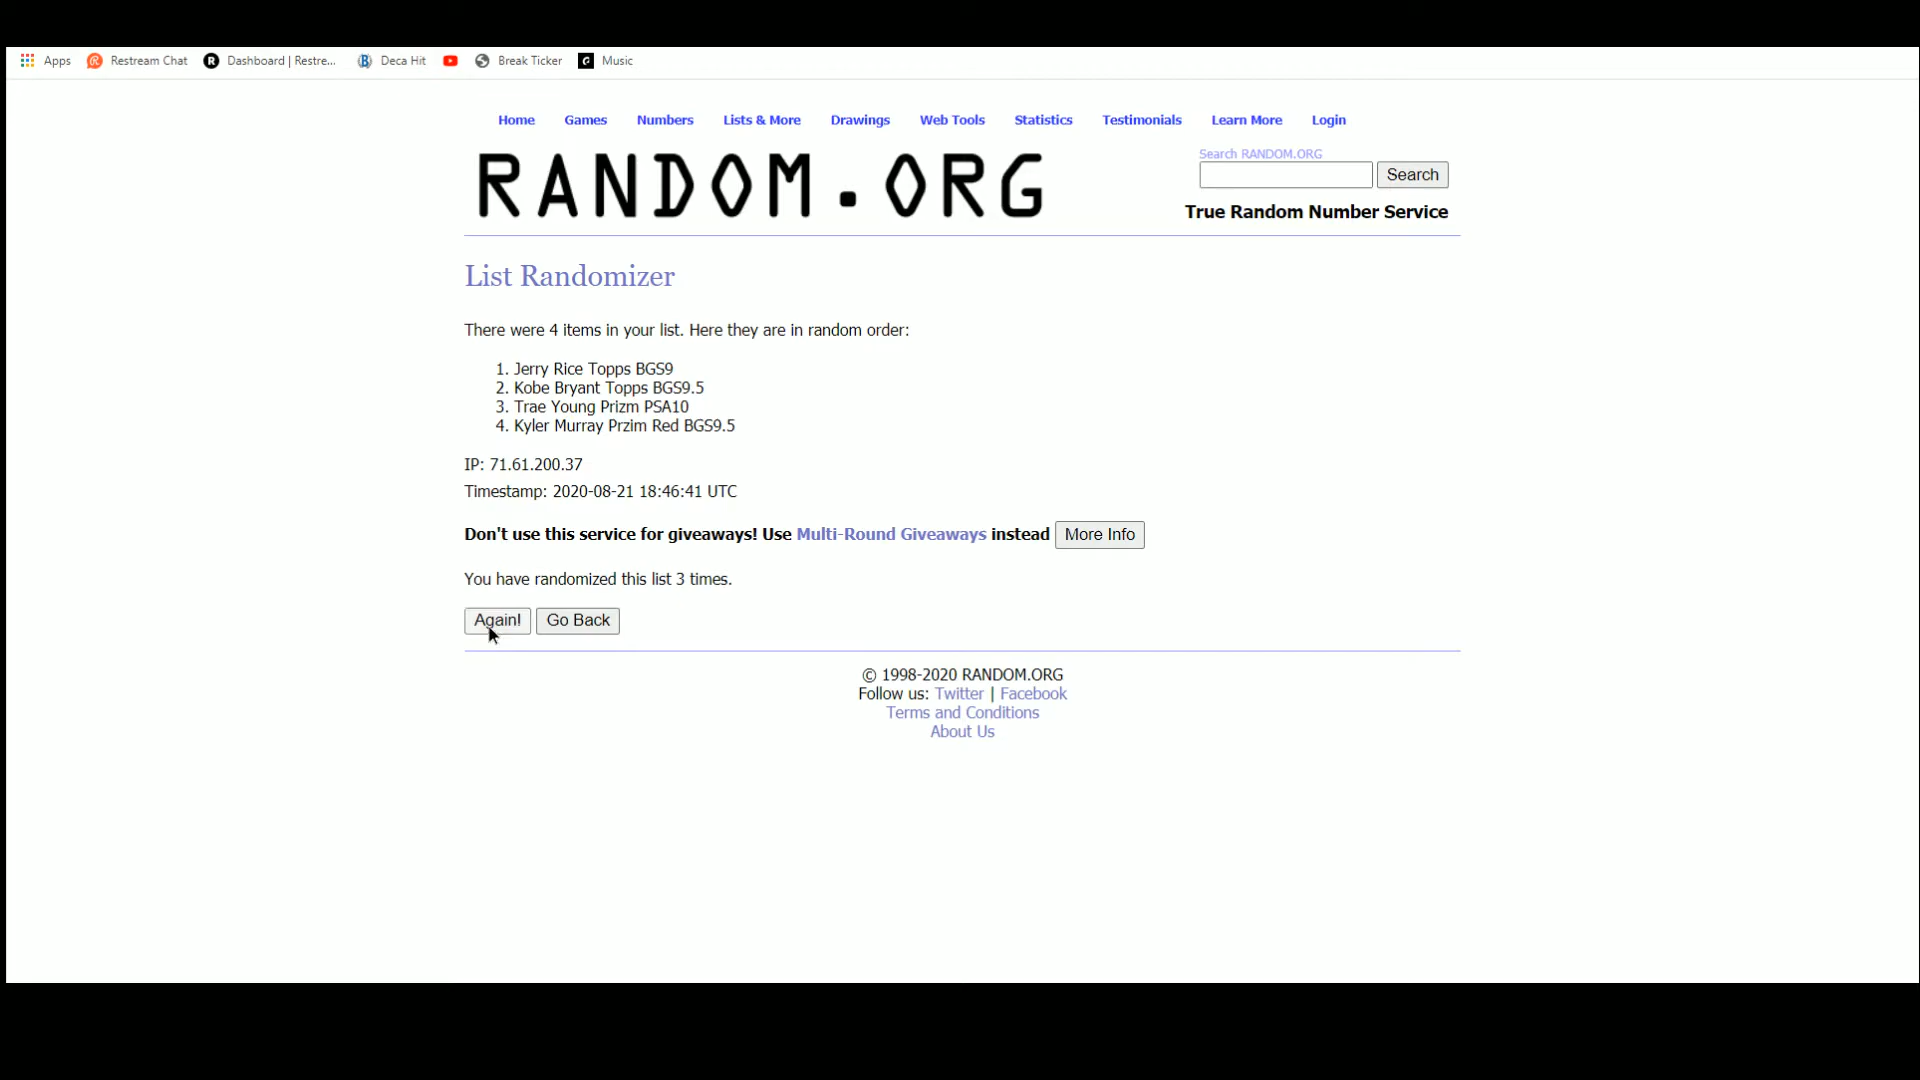 Apps Restream Chat Dashboard | Restre... Deca Hit Break Ticker Music
Home Games Numbers Lists & More Drawings Web Tools Statistics Testimonials Learn More Login
RANDOM.ORG
Search RANDOM.ORG
Search
True Random Number Service
List Randomizer
There were 4 items in your list. Here they are in random order:
1. Jerry Rice Topps BGS9
2. Kobe Bryant Topps BGS9.5
3. Trae Young Prizm PSA10
4. Kyler Murray Przim Red BGS9.5
IP: 71.61.200.37
Timestamp: 2020-08-21 18:46:41 UTC
Don't use this service for giveaways! Use Multi-Round Giveaways instead More Info
You have randomized this list 3 times.
Again! Go Back
© 1998-2020 RANDOM.ORG
Follow us: Twitter | Facebook
Terms and Conditions
About Us